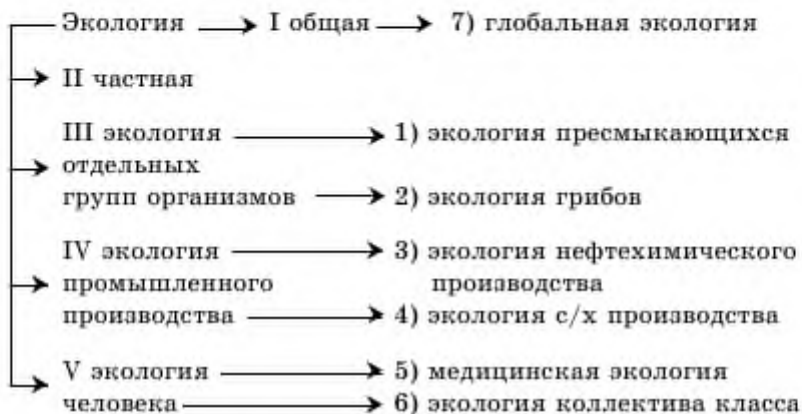 Экология I общая 7) глобальная экология
II частная
III экология 1) экология пресмыкающихся
отдельных
групп организмов 2) экология грибов
IV экология 3) экология нефтехимического
промышленного производства
производства 4) экология с/х производства
V экология 5) медицинская экология
человека 6) экология коллектива класса